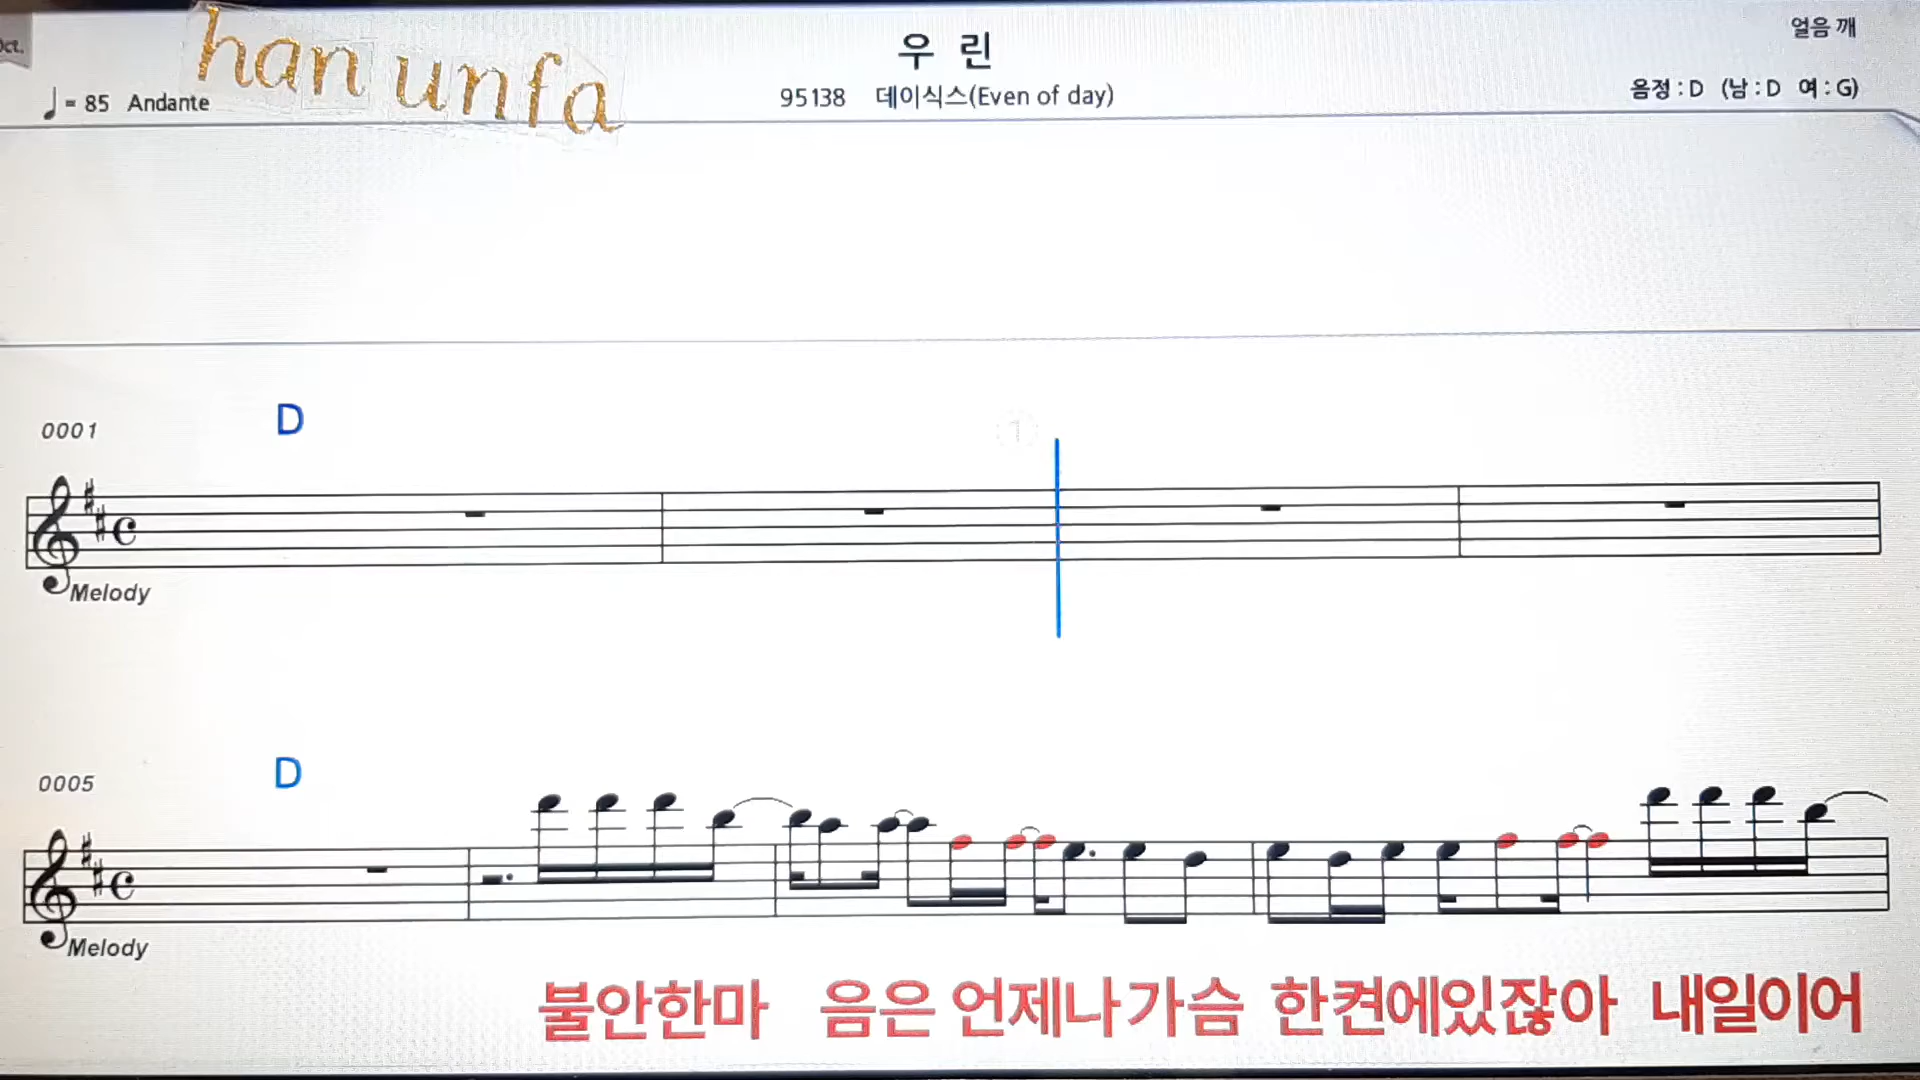 Oct.
han unfa
우 린
얼음 깨
♩= 85 Andante
95138 데이식스(Even of day)
음정 : D (남 : D 여 : G)
0001
D
①
Melody
0005
D
Melody
불안한마 음은 언제나가슴 한켠에있잖아 내일이어